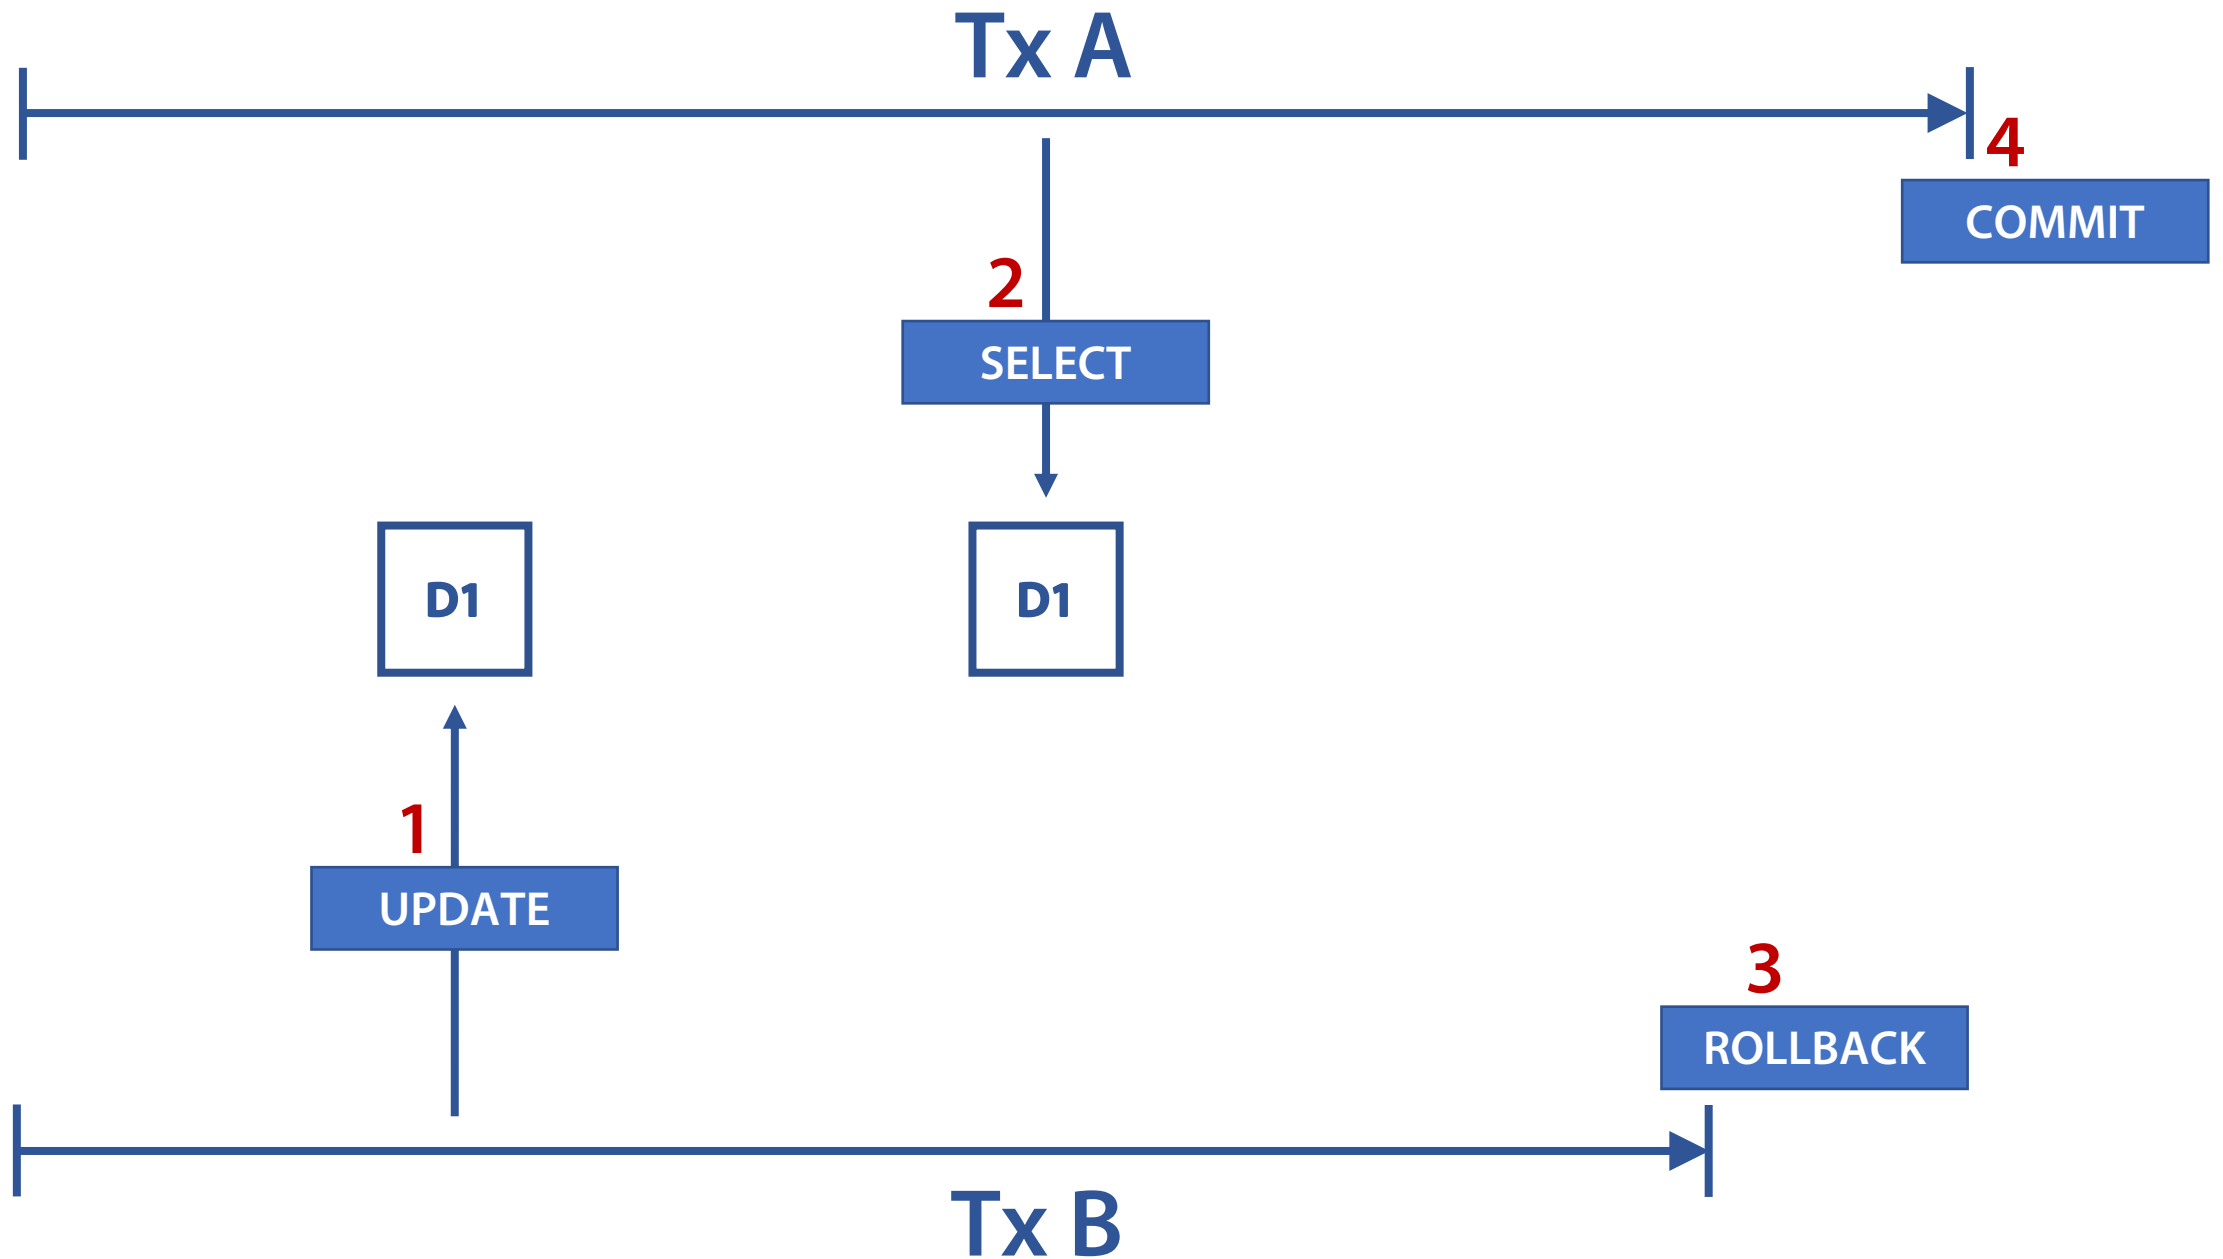 Tx A
4
COMMIT
2
SELECT
D1
D1
1
UPDATE
3
ROLLBACK
Tx B